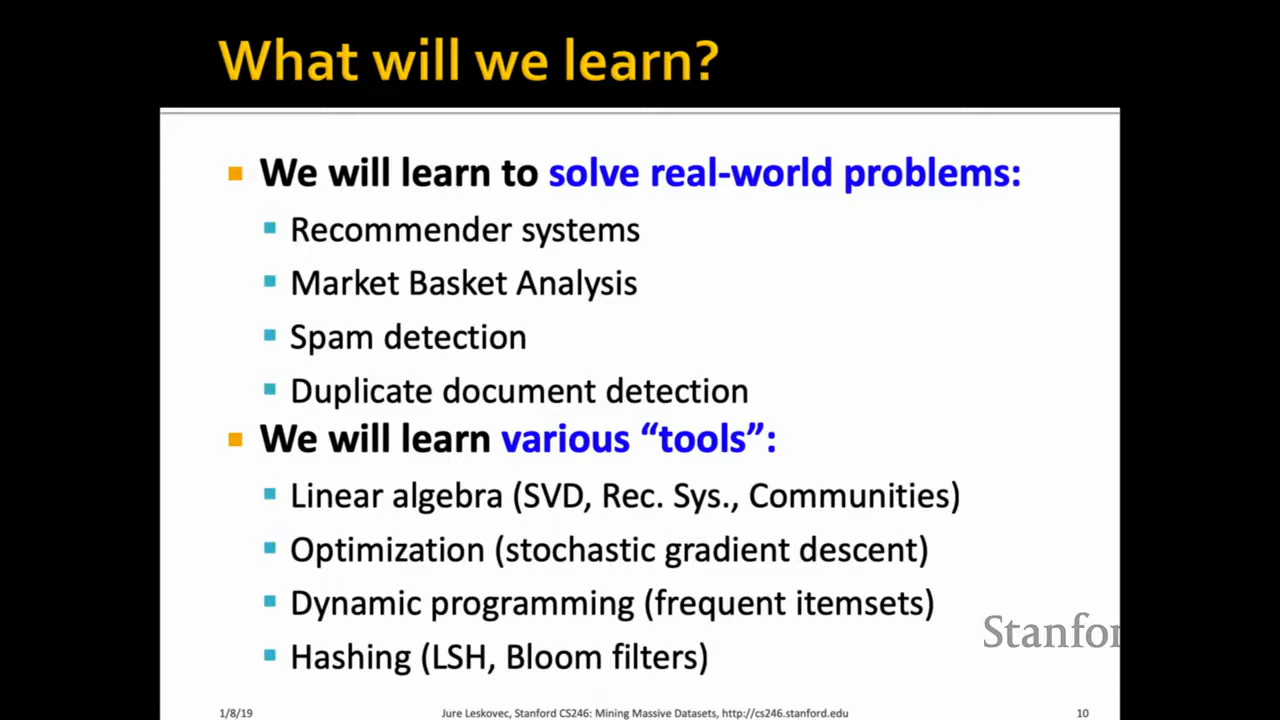 What will we learn?
We will learn to solve real-world problems:
Recommender systems
Market Basket Analysis
Spam detection
Duplicate document detection
We will learn various “tools”:
Linear algebra (SVD, Rec. Sys., Communities)
Optimization (stochastic gradient descent)
Dynamic programming (frequent itemsets)
Hashing (LSH, Bloom filters)
Stanfor
1/8/19
Jure Leskovec, Stanford CS246: Mining Massive Datasets, http://cs246.stanford.edu
10